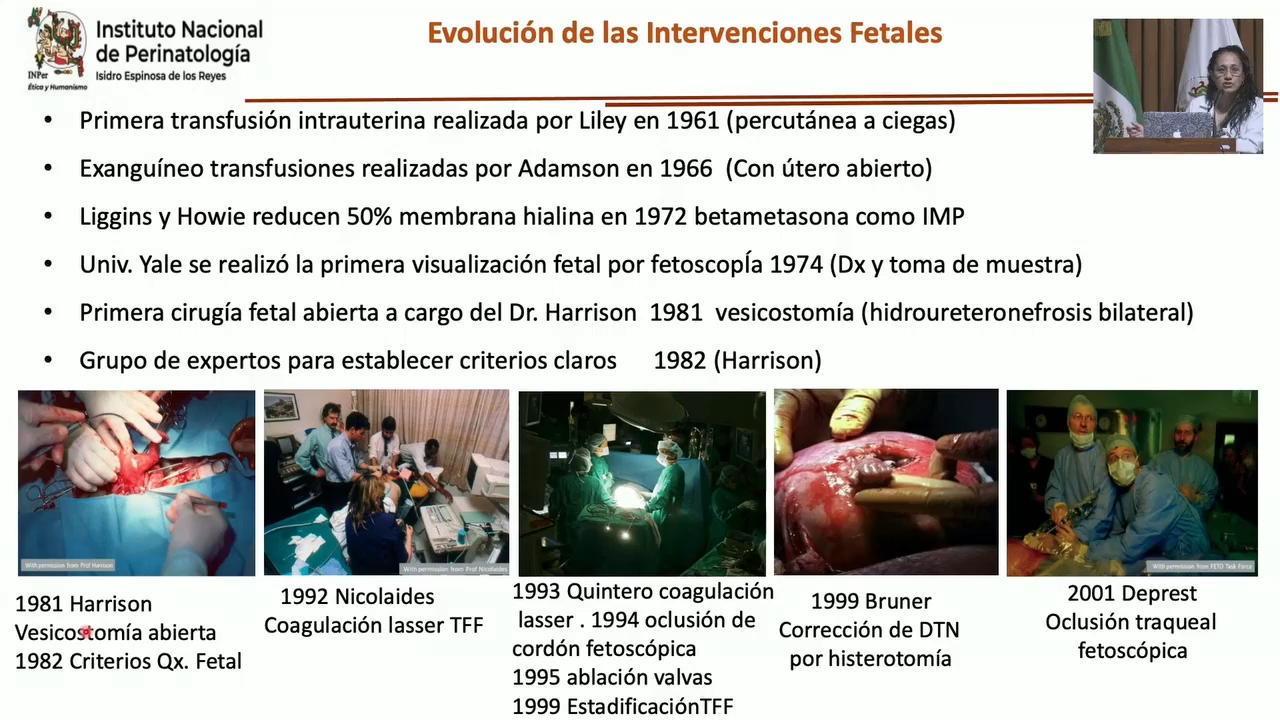 Instituto Nacional
de Perinatología
Isidro Espinosa de los Reyes
INPer
Ética y Humanismo
Evolución de las Intervenciones Fetales
• Primera transfusión intrauterina realizada por Liley en 1961 (percutánea a ciegas)
• Exanguíneo transfusiones realizadas por Adamson en 1966 (Con útero abierto)
• Liggins y Howie reducen 50% membrana hialina en 1972 betametasona como IMP
• Univ. Yale se realizó la primera visualización fetal por fetoscopÍa 1974 (Dx y toma de muestra)
• Primera cirugía fetal abierta a cargo del Dr. Harrison 1981 vesicostomía (hidroureteronefrosis bilateral)
• Grupo de expertos para establecer criterios claros 1982 (Harrison)
With permission from Prof Harrison
With permission from Prof Nicolaides
With permission from FETO Task Force
1981 Harrison
Vesicostomía abierta
1982 Criterios Qx. Fetal
1992 Nicolaides
Coagulación lasser TFF
1993 Quintero coagulación
lasser . 1994 oclusión de
cordón fetoscópica
1995 ablación valvas
1999 EstadificaciónTFF
1999 Bruner
Corrección de DTN
por histerotomía
2001 Deprest
Oclusión traqueal
fetoscópica